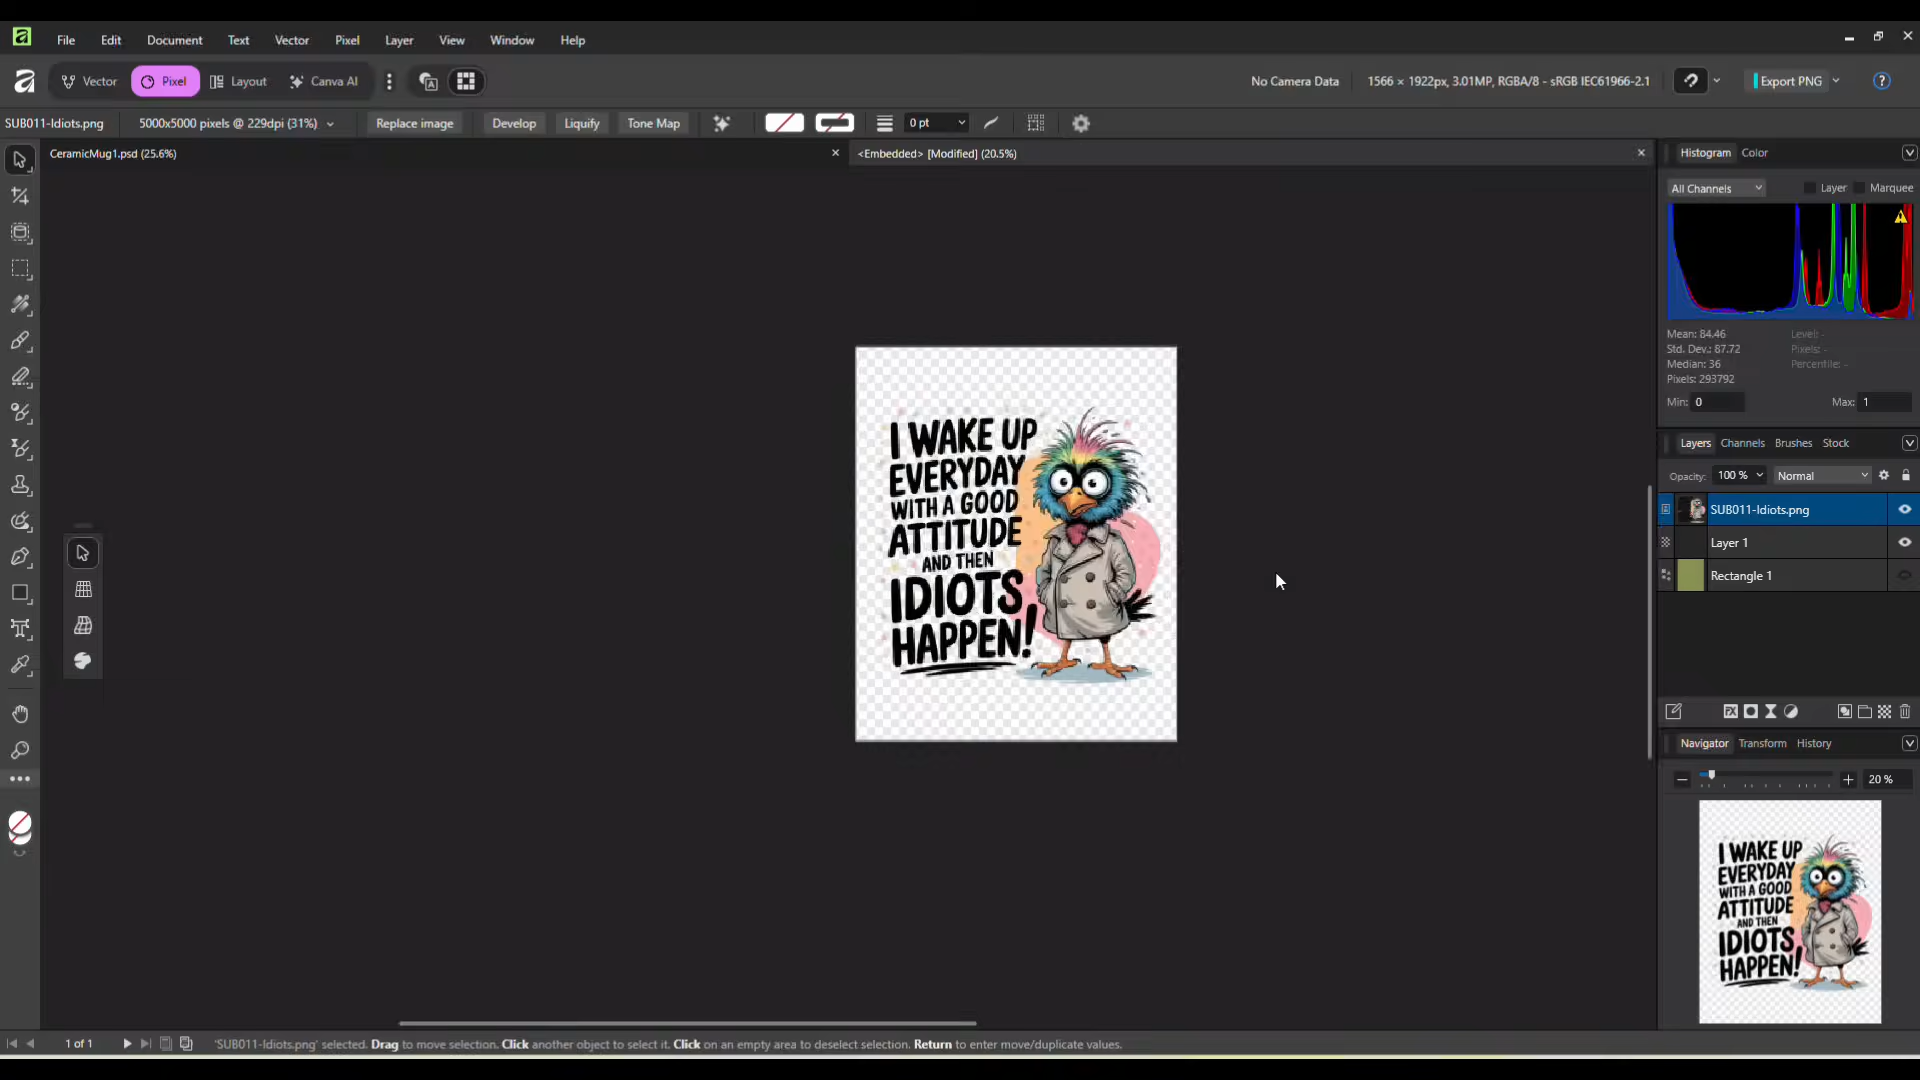 File Edit Document Text Vector Pixel Layer View Window Help
Vector Pixel Layout Canva AI
No Camera Data 1566 × 1922px, 3.01MP, RGBA/8 - sRGB IEC61966-2.1 Export PNG
SUB011-Idiots.png 5000x5000 pixels @ 229dpi (31%) Replace image Develop Liquify Tone Map 0 pt
CeramicMug1.psd (25.6%) <Embedded> [Modified] (20.5%)
Histogram Color
All Channels Layer Marquee
Mean: 84.46 Level: -
Std. Dev.: 87.72 Pixels: -
Median: 36 Percentile: -
Pixels: 293792
Min: 0 Max: 1
Layers Channels Brushes Stock
Opacity: 100 % Normal
SUB011-Idiots.png
Layer 1
Rectangle 1
I WAKE UP
EVERYDAY
WITH A GOOD
ATTITUDE
AND THEN
IDIOTS
HAPPEN!
Navigator Transform History
20 %
I WAKE UP
EVERYDAY
WITH A GOOD
ATTITUDE
AND THEN
IDIOTS
HAPPEN!
1 of 1 'SUB011-Idiots.png' selected. Drag to move selection. Click another object to select it. Click on an empty area to deselect selection. Return to enter move/duplicate values.